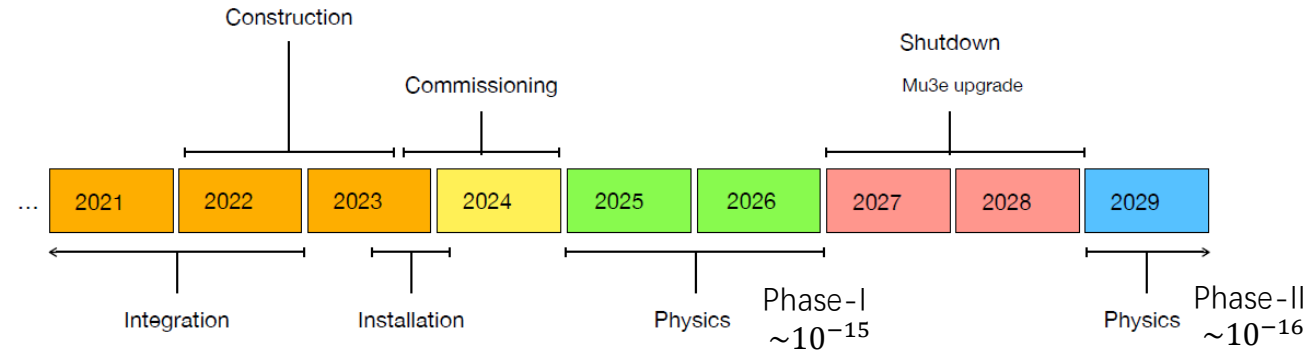 Construction
Shutdown
Commissioning
Mu3e upgrade
... 2021 2022 2023 2024 2025 2026 2027 2028 2029
Integration Installation Physics Phase-I Physics Phase-II
~10⁻¹⁵ ~10⁻¹⁶